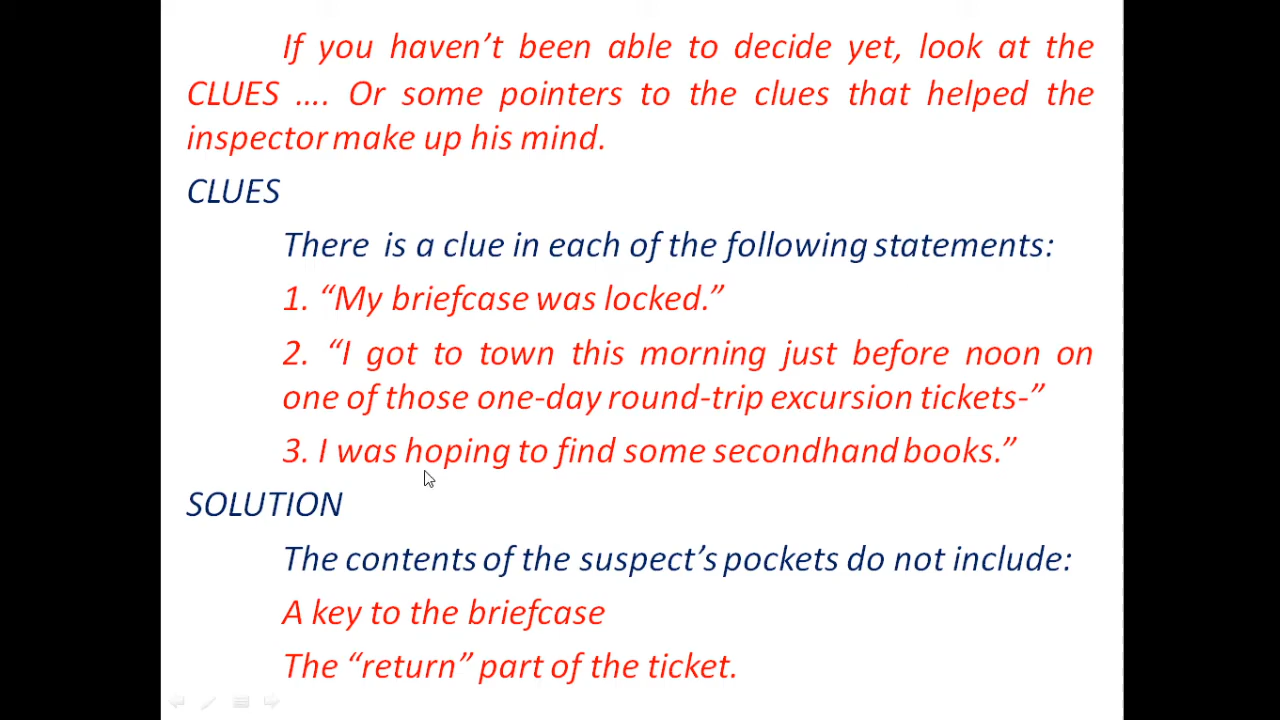 If you haven’t been able to decide yet, look at the
CLUES …. Or some pointers to the clues that helped the
inspector make up his mind.
CLUES
There is a clue in each of the following statements:
1. “My briefcase was locked.”
2. “I got to town this morning just before noon on
one of those one-day round-trip excursion tickets-”
3. I was hoping to find some secondhand books.”
SOLUTION
The contents of the suspect’s pockets do not include:
A key to the briefcase
The “return” part of the ticket.